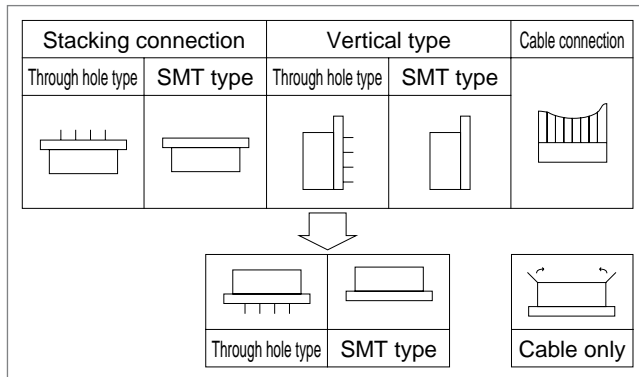 Stacking connection Vertical type Cable connection
Through hole type SMT type Through hole type SMT type
Through hole type SMT type Cable only